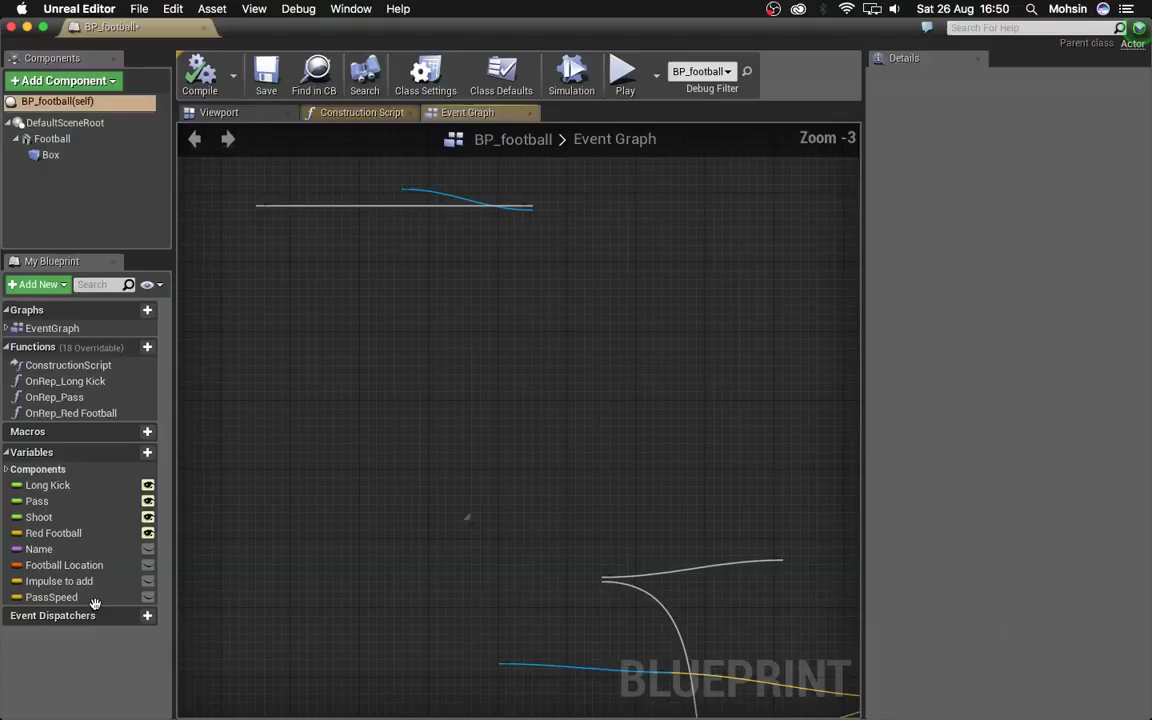 Unreal Editor File Edit Asset View Debug Window Help Sat 26 Aug 16:50 Mohsin
BP_football*
Search For Help
Parent class: Actor
Components
Add Component
BP_football(self)
DefaultSceneRoot
Football
Box
Compile Save Find in CB Search Class Settings Class Defaults Simulation Play BP_football Debug Filter
Viewport Construction Script Event Graph
BP_football > Event Graph Zoom -3
Details
My Blueprint
Add New Search
Graphs
EventGraph
Functions (18 Overridable)
ConstructionScript
OnRep_Long Kick
OnRep_Pass
OnRep_Red Football
Macros
Variables
Components
Long Kick
Pass
Shoot
Red Football
Name
Football Location
Impulse to add
PassSpeed
Event Dispatchers
BLUEPRINT